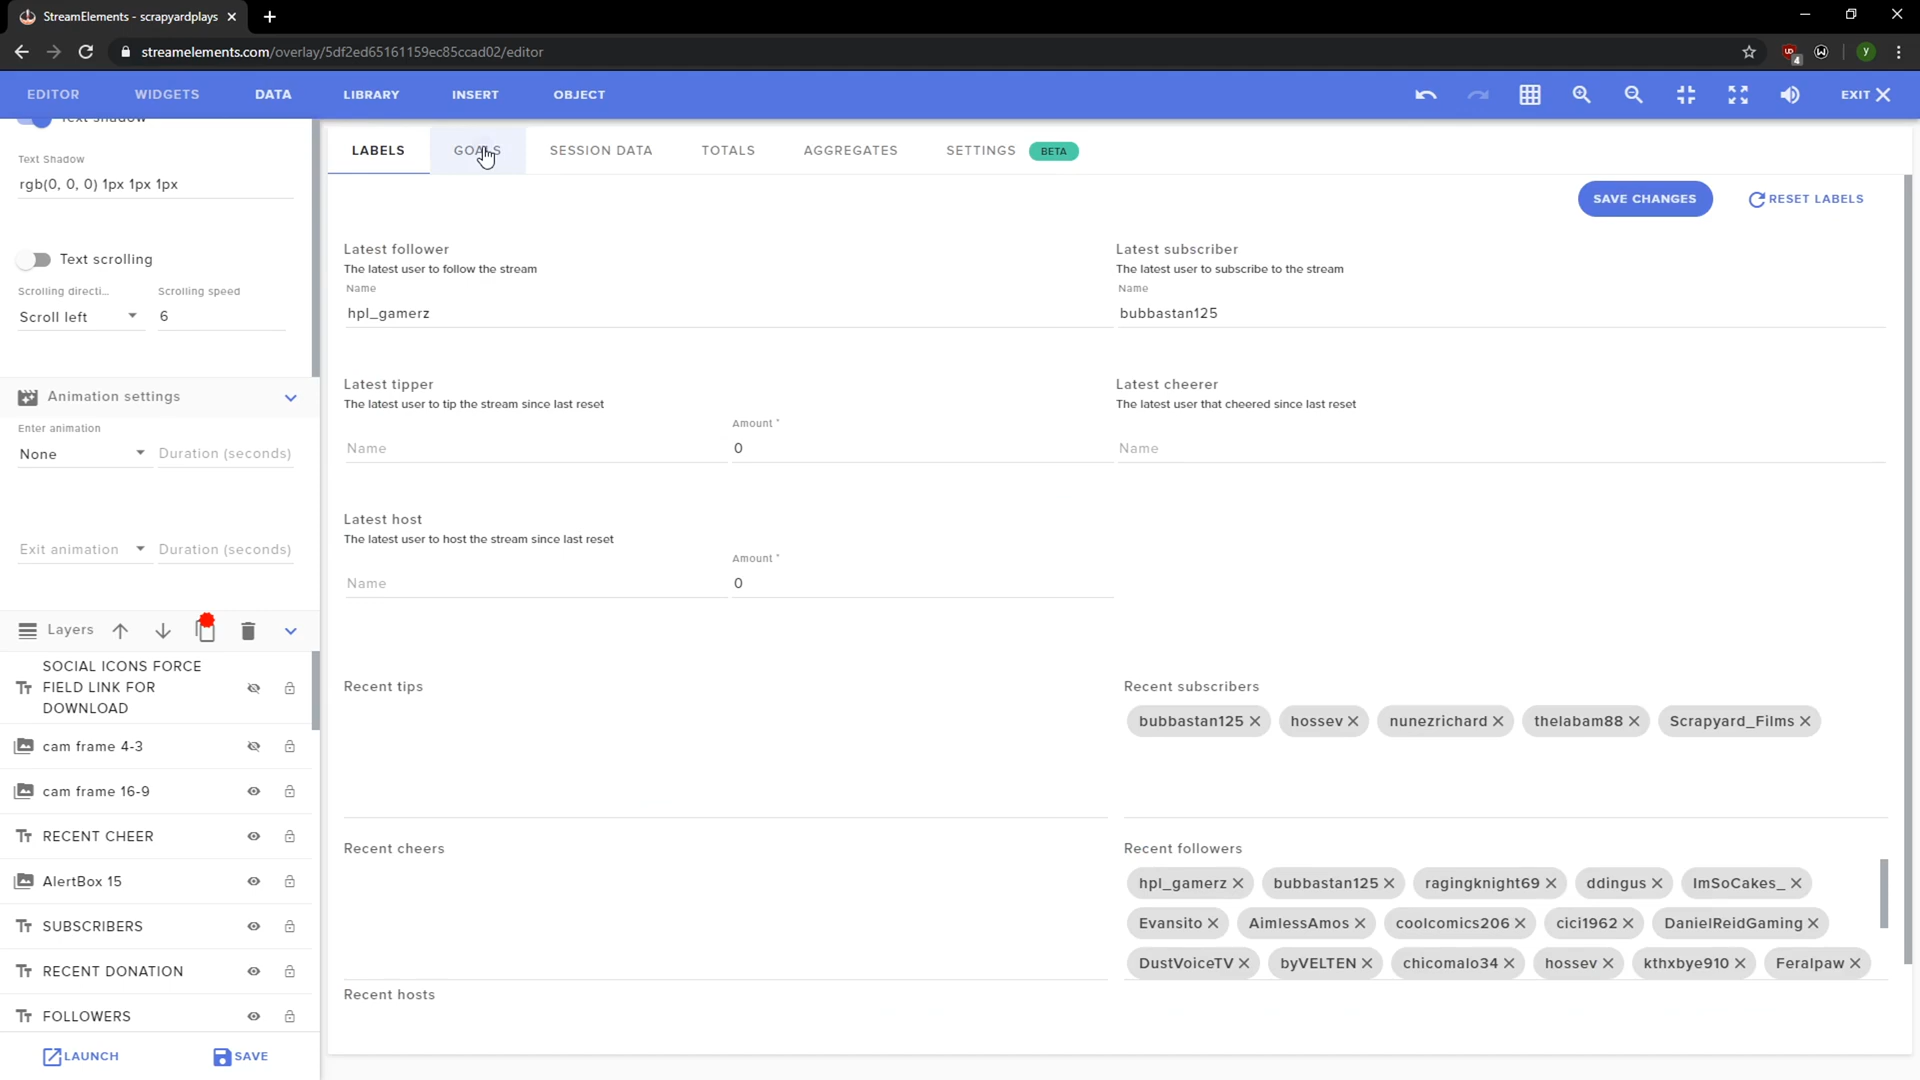 StreamElements - scrapyardplays
streamelements.com/overlay/5df2ed65161159ec85ccad02/editor
4
y
EDITOR WIDGETS DATA LIBRARY INSERT OBJECT EXIT
Text shadow
LABELS GOALS SESSION DATA TOTALS AGGREGATES SETTINGS BETA
Text Shadow
rgb(0, 0, 0) 1px 1px 1px
SAVE CHANGES RESET LABELS
Text scrolling
Scrolling directi... Scrolling speed
Scroll left 6
Animation settings
Enter animation
None Duration (seconds)
Exit animation Duration (seconds)
Layers
SOCIAL ICONS FORCE
FIELD LINK FOR
DOWNLOAD
cam frame 4-3
cam frame 16-9
RECENT CHEER
AlertBox 15
SUBSCRIBERS
RECENT DONATION
FOLLOWERS
LAUNCH SAVE
Latest follower
The latest user to follow the stream
Name
hpl_gamerz
Latest subscriber
The latest user to subscribe to the stream
Name
bubbastan125
Latest tipper
The latest user to tip the stream since last reset
Amount *
Name 0
Latest cheerer
The latest user that cheered since last reset
Name
Latest host
The latest user to host the stream since last reset
Amount *
Name 0
Recent tips
Recent subscribers
bubbastan125 hossev nunezrichard thelabam88 Scrapyard_Films
Recent cheers
Recent followers
hpl_gamerz bubbastan125 ragingknight69 ddingus ImSoCakes_
Evansito AimlessAmos coolcomics206 cici1962 DanielReidGaming
DustVoiceTV byVELTEN chicomalo34 hossev kthxbye910 Feralpaw
Recent hosts